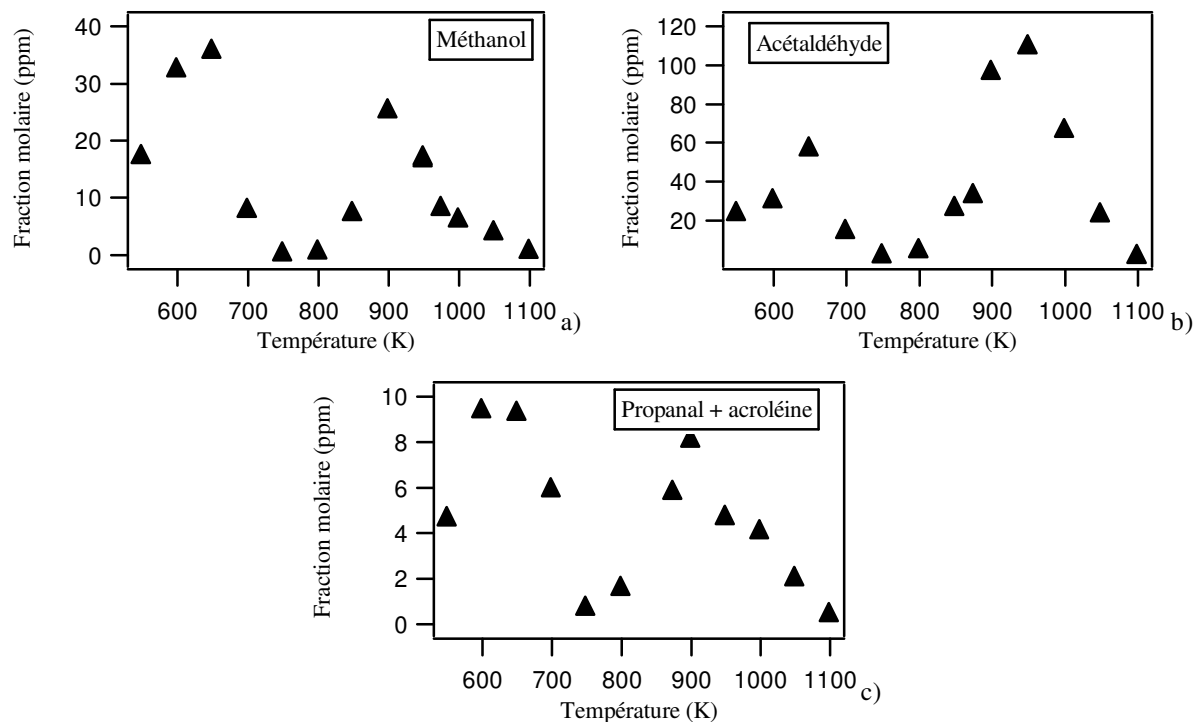 Méthanol
Fraction molaire (ppm)
40
30
20
10
0
600 700 800 900 1000 1100
Température (K)
a)
Acétaldéhyde
Fraction molaire (ppm)
120
100
80
60
40
20
600 700 800 900 1000 1100
Température (K)
b)
Propanal + acroléine
Fraction molaire (ppm)
10
8
6
4
2
0
600 700 800 900 1000 1100
Température (K)
c)